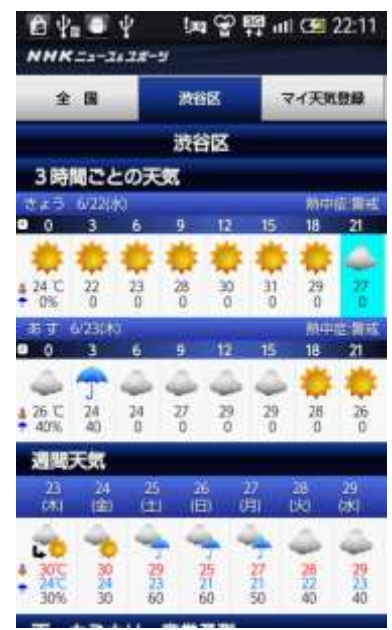 22:11
NHKニュース&スポーツ
全 国 渋谷区 マイ天気登録
渋谷区
3時間ごとの天気
きょう 6/22(水) 熱中症:警戒
0 3 6 9 12 15 18 21
24℃ 22 23 28 30 31 29 27
0% 0 0 0 0 0 0 0
あす 6/23(木) 熱中症:警戒
0 3 6 9 12 15 18 21
26℃ 24 24 27 29 29 28 26
40% 40 0 0 0 0 0 0
週間天気
23 24 25 26 27 28 29
(木) (金) (土) (日) (月) (火) (水)
30℃ 30 29 25 27 28 29
24℃ 24 23 21 21 22 23
30% 30 60 60 50 40 40